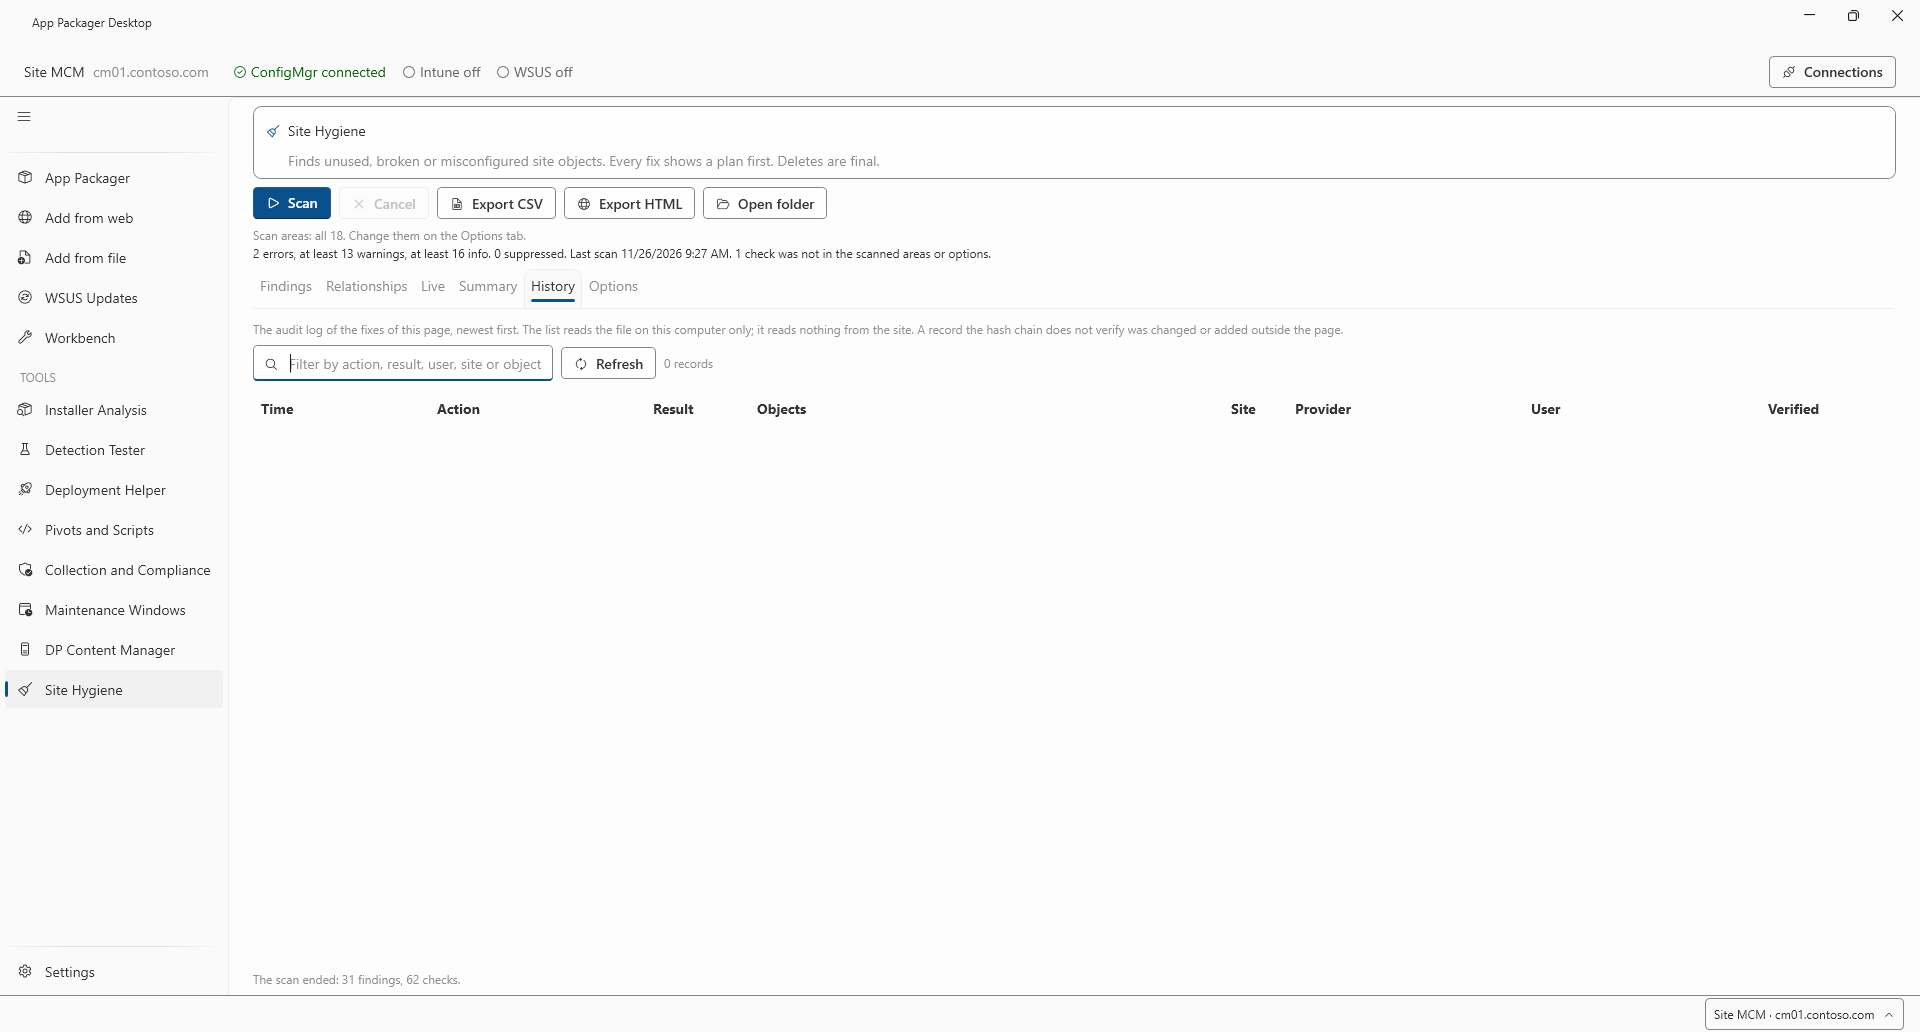 App Packager Desktop
Site MCM cm01.contoso.com ConfigMgr connected Intune off WSUS off Connections
App Packager
Add from web
Add from file
WSUS Updates
Workbench
TOOLS
Installer Analysis
Detection Tester
Deployment Helper
Pivots and Scripts
Collection and Compliance
Maintenance Windows
DP Content Manager
Site Hygiene
Settings
Site Hygiene
Finds unused, broken or misconfigured site objects. Every fix shows a plan first. Deletes are final.
Scan Cancel Export CSV Export HTML Open folder
Scan areas: all 18. Change them on the Options tab.
2 errors, at least 13 warnings, at least 16 info. 0 suppressed. Last scan 11/26/2026 9:27 AM. 1 check was not in the scanned areas or options.
Findings Relationships Live Summary History Options
The audit log of the fixes of this page, newest first. The list reads the file on this computer only; it reads nothing from the site. A record the hash chain does not verify was changed or added outside the page.
Filter by action, result, user, site or object Refresh 0 records
Time Action Result Objects Site Provider User Verified
The scan ended: 31 findings, 62 checks.
Site MCM · cm01.contoso.com